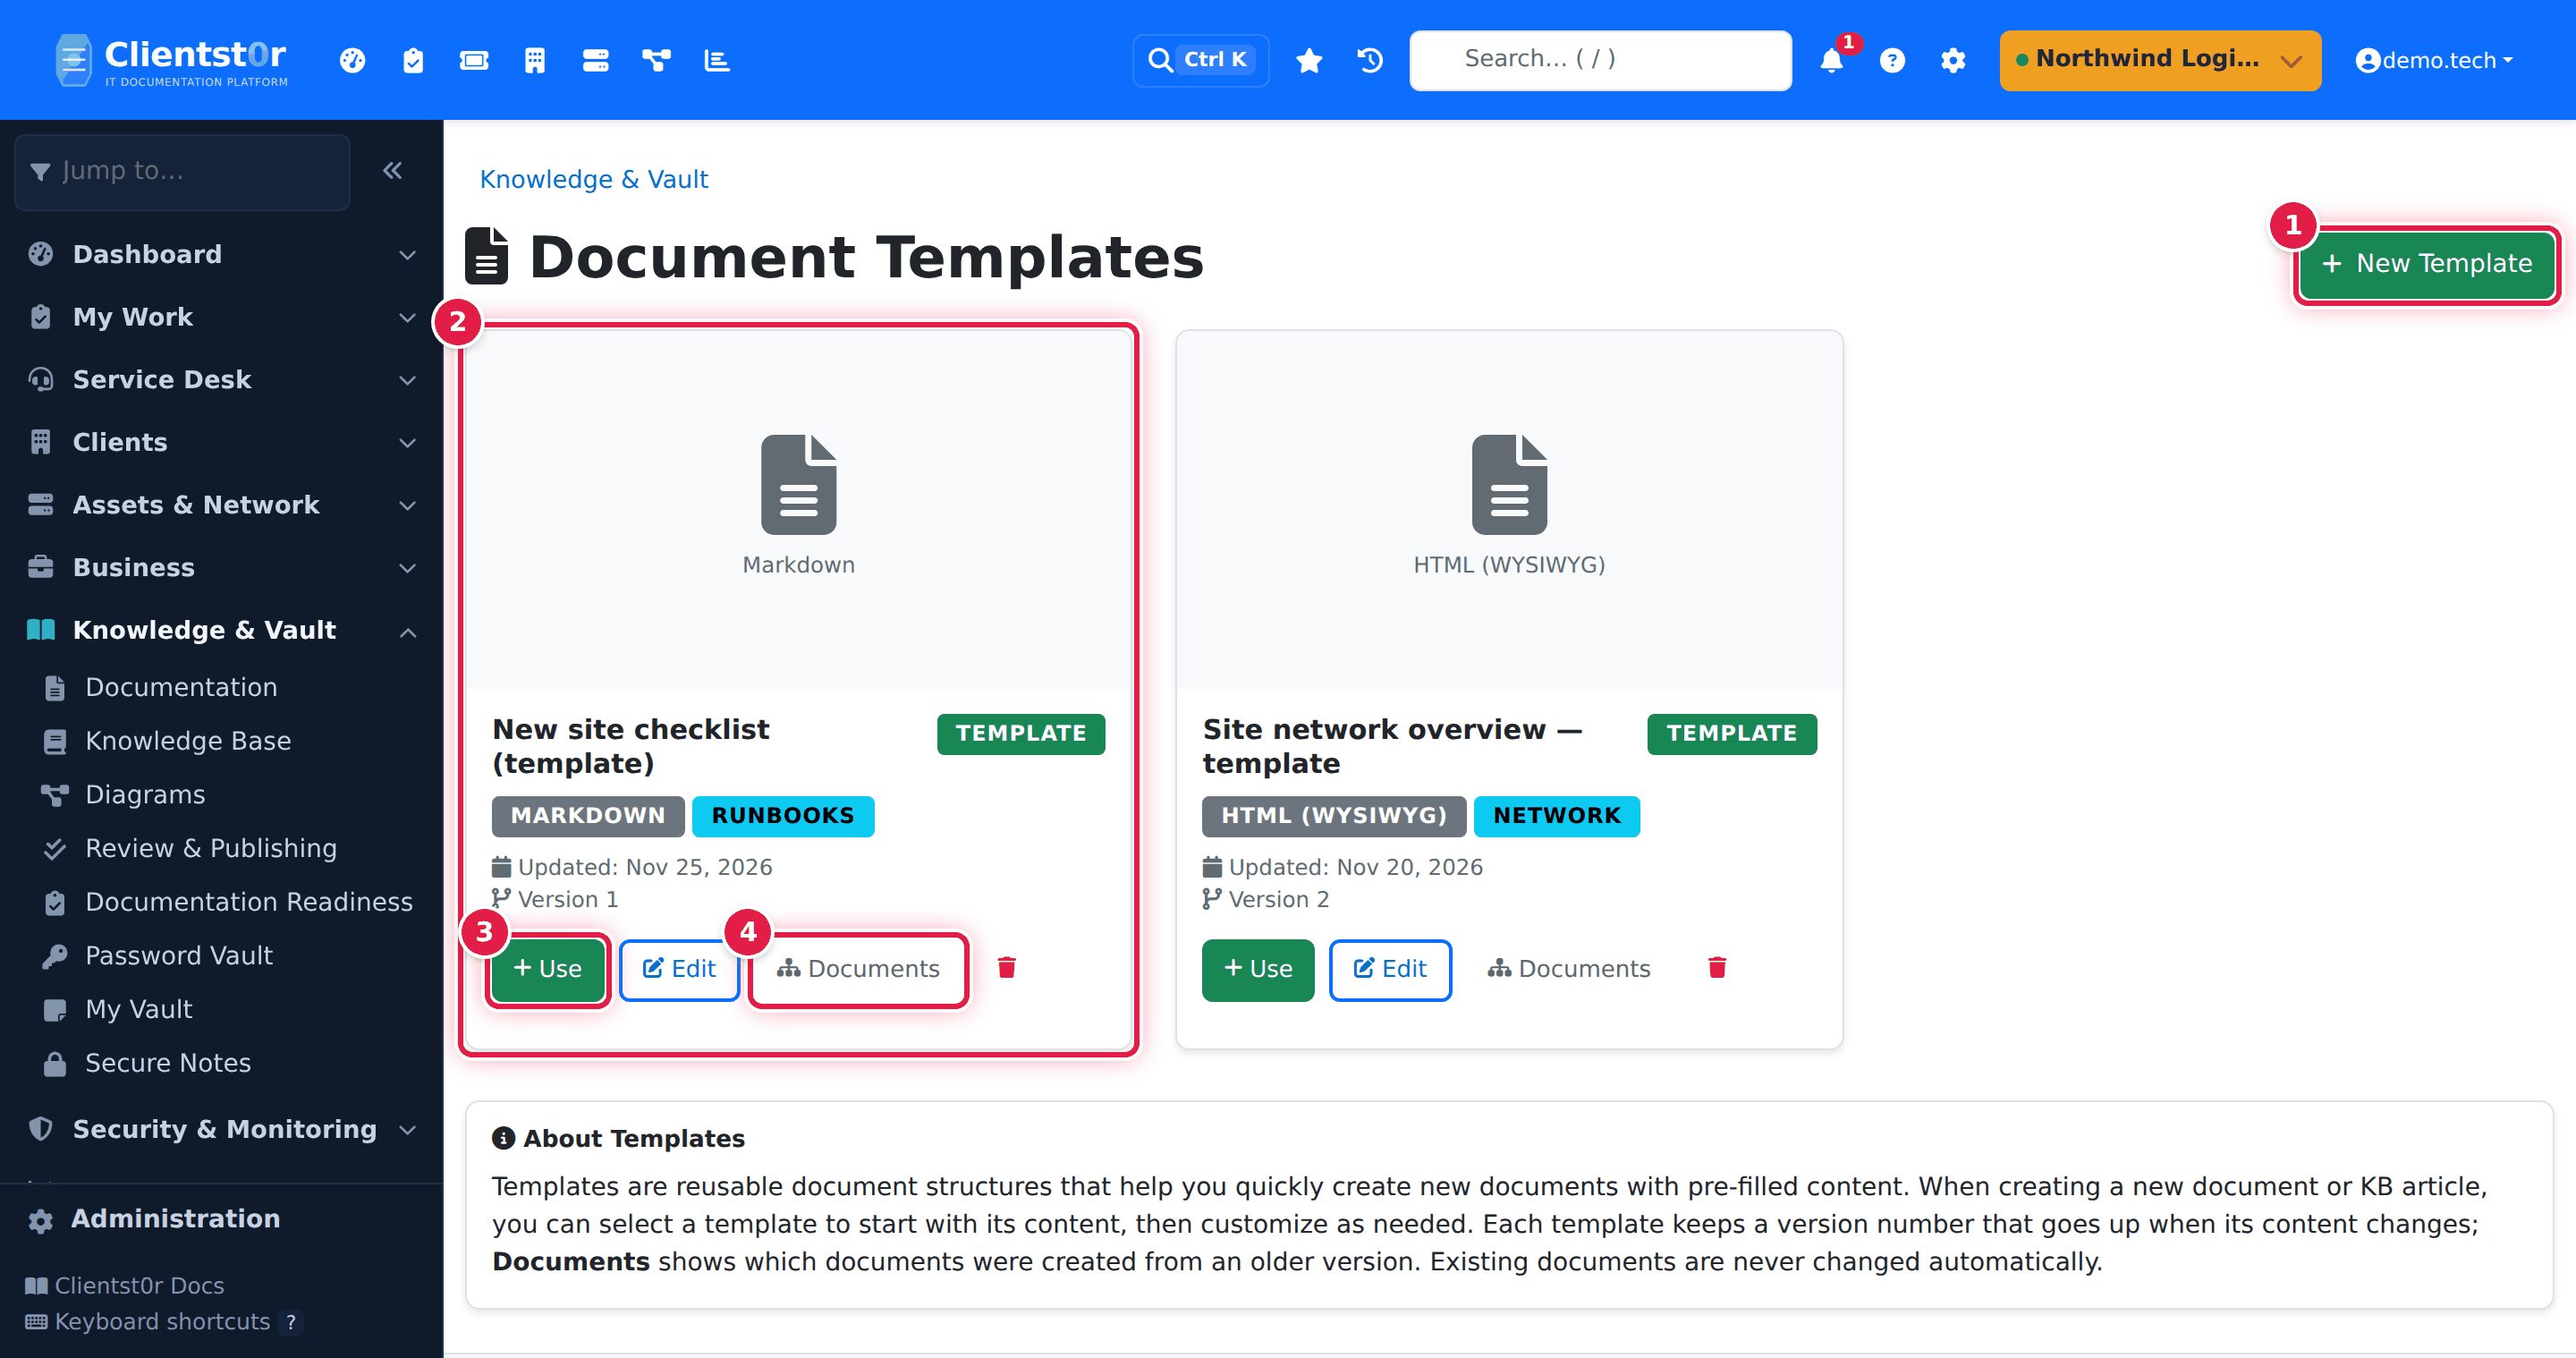 Clientst0r
IT DOCUMENTATION PLATFORM
Ctrl K
Search... ( / )
1
Northwind Logi...
demo.tech
Jump to...
Dashboard
My Work
Service Desk
Clients
Assets & Network
Business
Knowledge & Vault
Documentation
Knowledge Base
Diagrams
Review & Publishing
Documentation Readiness
Password Vault
My Vault
Secure Notes
Security & Monitoring
Administration
Clientst0r Docs
Keyboard shortcuts ?
Knowledge & Vault
Document Templates
1
+ New Template
2
Markdown
New site checklist (template)
TEMPLATE
MARKDOWN RUNBOOKS
Updated: Nov 25, 2026
Version 1
3
+ Use
Edit
4
Documents
HTML (WYSIWYG)
Site network overview — template
TEMPLATE
HTML (WYSIWYG) NETWORK
Updated: Nov 20, 2026
Version 2
+ Use
Edit
Documents
About Templates
Templates are reusable document structures that help you quickly create new documents with pre-filled content. When creating a new document or KB article,
you can select a template to start with its content, then customize as needed. Each template keeps a version number that goes up when its content changes;
Documents shows which documents were created from an older version. Existing documents are never changed automatically.